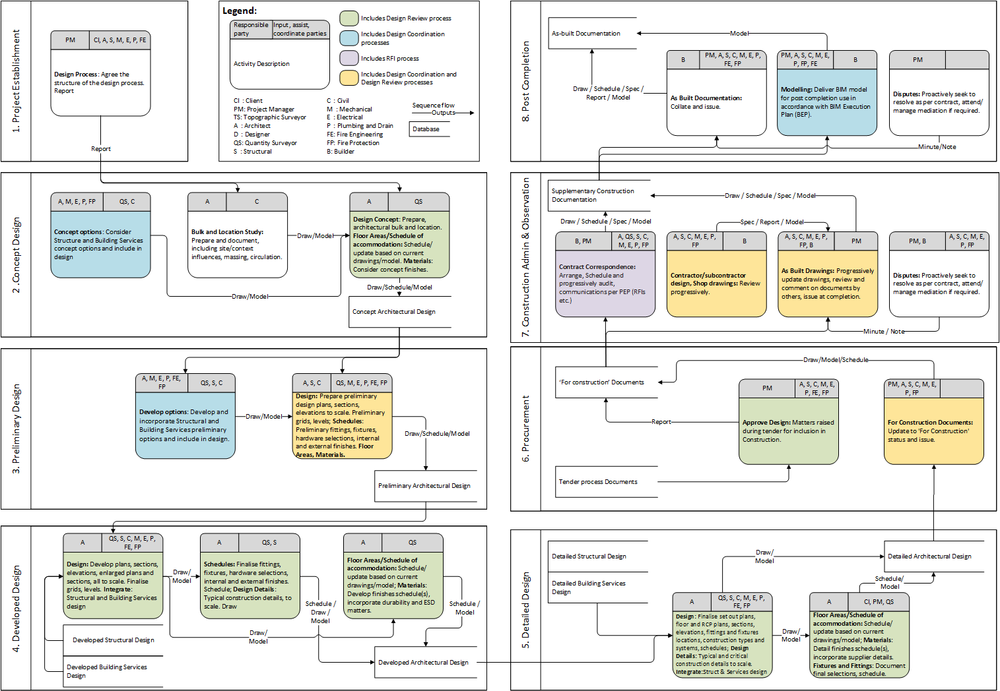 1. Project Establishment
PM
CI, A, S, M, E, P, FE
Design Process: Agree the
structure of the design process.
Report
Report
Legend:
Responsible
party
Input, assist,
coordinate parties
Activity Description
Includes Design Review process
Includes Design Coordination
processes
Includes RFI process
Includes Design Coordination and
Design Review processes
CI : Client
PM: Project Manager
TS: Topographic Surveyor
A : Architect
D : Designer
QS: Quantity Surveyor
S : Structural
C : Civil
M : Mechanical
E : Electrical
P : Plumbing and Drain
FE: Fire Engineering
FP: Fire Protection
B: Builder
Sequence flow
Outputs
Database
2 .Concept Design
A, M, E, P, FP
QS, C
Concept options: Consider
Structure and Building Services
concept options and include in
design
A
C
Bulk and Location Study:
Prepare and document,
including site/context
influences, massing, circulation.
Draw/Model
Draw/Model
A
QS
Design Concept: Prepare,
architectural bulk and location.
Floor Areas/Schedule of
accommodation: Schedule/
update based on current
drawings/model. Materials:
Consider concept finishes.
Draw/Schedule/Model
Concept Architectural Design
3. Preliminary Design
A, M, E, P, FE,
FP
QS, S, C
Develop options: Develop and
incorporate Structural and
Building Services preliminary
options and include in design.
Draw/Model
A, S, C
QS, M, E, P, FE, FP
Design: Prepare preliminary
design plans, sections,
elevations to scale. Preliminary
grids, levels; Schedules:
Preliminary fittings, fixtures,
hardware selections, internal
and external finishes. Floor
Areas, Materials.
Draw/Schedule/Model
Preliminary Architectural Design
4. Developed Design
A
QS, S, C, M, E, P,
FE, FP
Design: Develop plans, sections,
elevations, enlarged plans and
sections, all to scale. Finalise
grids, levels. Integrate:
Structural and Building Services
design
Draw/
Model
A
QS, S
Schedules: Finalise fittings,
fixtures, hardware selections,
internal and external finishes.
Schedule; Design Details:
Typical construction details, to
scale. Draw
Schedule /
Draw /
Model
A
QS
Floor Areas/Schedule of
accommodation: Schedule/
update based on current
drawings/model; Materials:
Develop finishes schedule(s),
incorporate durability and ESD
matters.
Schedule /
Model
Draw/
Model
Developed Structural Design
Developed Building Services
Design
Developed Architectural Design
8. Post Completion
As-built Documentation
Model
Draw / Schedule / Spec /
Report / Model
B
PM, A, S, C, M, E, P,
FE, FP
As Built Documentation:
Collate and issue.
PM, A, S, C, M, E,
P, FP, FE
B
Modelling: Deliver BIM model
for post completion use in
accordance with BIM Execution
Plan (BEP).
PM
Disputes: Proactively seek to
resolve as per contract, attend/
manage mediation if required.
Minute/Note
7. Construction Admin & Observation
Supplementary Construction
Documentation
Draw / Schedule / Spec / Model
Draw / Schedule / Spec / Model
Spec / Report / Model
B, PM
A, QS, S, C,
M, E, P, FP
Contract Correspondence:
Arrange, Schedule and
progressively audit,
communications per PEP (RFIs
etc.)
A, S, C, M, E, P,
FP
B
Contractor/subcontractor
design, Shop drawings: Review
progressively.
A, S, C, M, E, P,
FP, B
PM
As Built Drawings: Progressively
update drawings, review and
comment on documents by
others, issue at completion.
PM, B
A, S, C, M, E,
P, FP
Disputes: Proactively seek to
resolve as per contract, attend/
manage mediation if required.
Minute / Note
6. Procurement
‘For construction’ Documents
Draw/Model/Schedule
Report
PM
A, S, C, M, E,
P, FE, FP
Approve Design: Matters raised
during tender for inclusion in
Construction.
PM, A, S, C, M, E,
P, FP
For Construction Documents:
Update to 'For Construction'
status and issue.
Tender process Documents
5. Detailed Design
Detailed Structural Design
Detailed Building Services
Design
Draw/
Model
Detailed Architectural Design
Schedule/
Model
A
QS, S, C, M, E, P,
FE, FP
Design: Finalise set out plans,
floor and RCP plans, sections,
elevations, fittings and fixtures
locations, construction types and
systems, schedules; Design
Details: Typical and critical
construction details to scale.
Integrate:Struct & Services design
Draw/
Model
A
CI, PM, QS
Floor Areas/Schedule of
accommodation: Schedule/
update based on current
drawings/model; Materials:
Detail finishes schedule(s),
incorporate supplier details.
Fixtures and Fittings: Document
final selections, schedule.